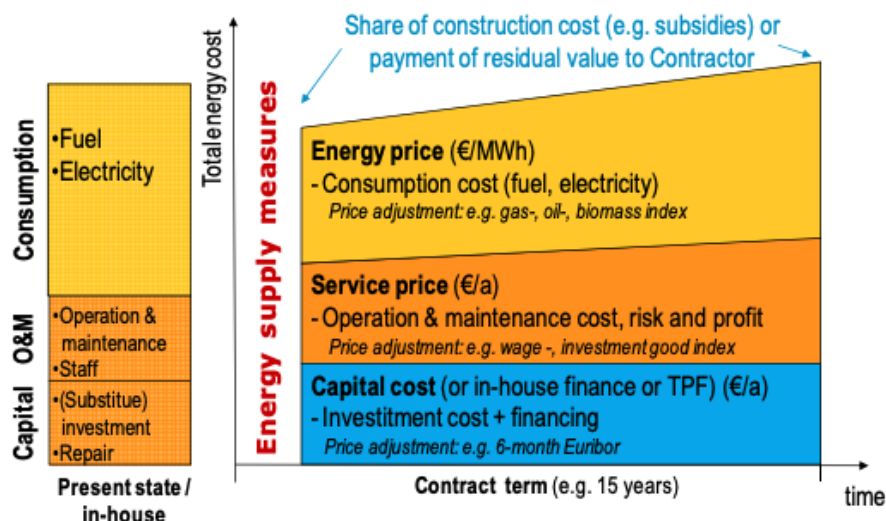 Share of construction cost (e.g. subsidies) or
payment of residual value to Contractor
Total energy cost
Consumption
•Fuel
•Electricity
O&M
•Operation &
maintenance
•Staff
Capital
•(Substitue)
investment
•Repair
Present state /
in-house
Energy supply measures
Energy price (€/MWh)
- Consumption cost (fuel, electricity)
Price adjustment: e.g. gas-, oil-, biomass index
Service price (€/a)
- Operation & maintenance cost, risk and profit
Price adjustment: e.g. wage -, investment good index
Capital cost (or in-house finance or TPF) (€/a)
- Investitment cost + financing
Price adjustment: e.g. 6-month Euribor
Contract term (e.g. 15 years)
time